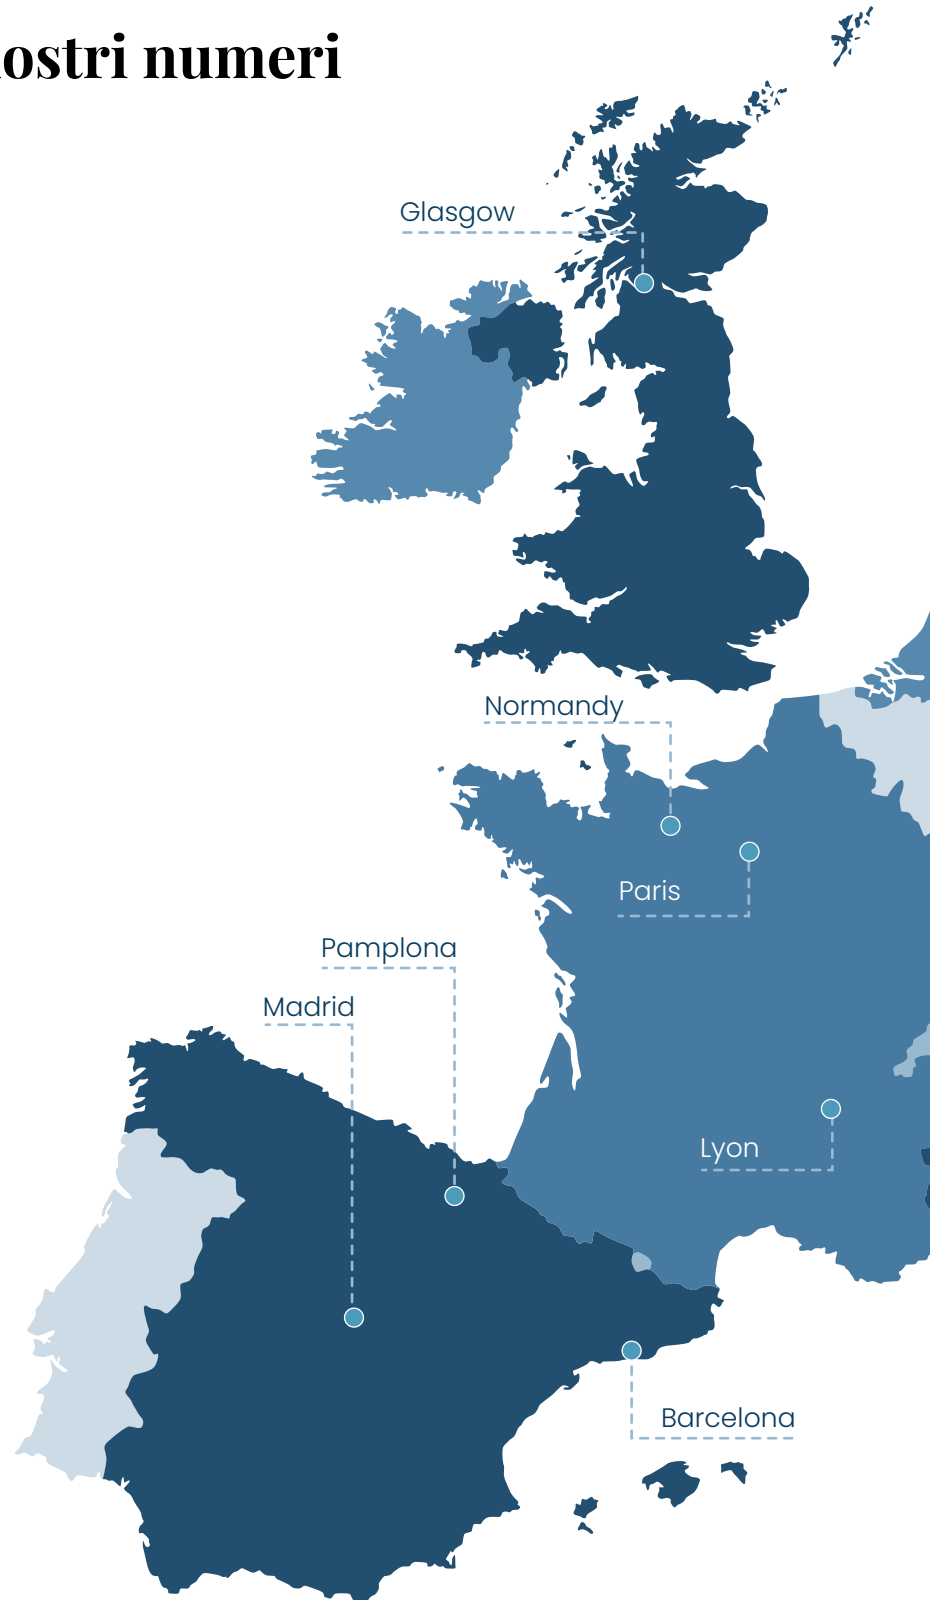 ostri numeri
Glasgow
Normandy
Paris
Pamplona
Madrid
Lyon
Barcelona